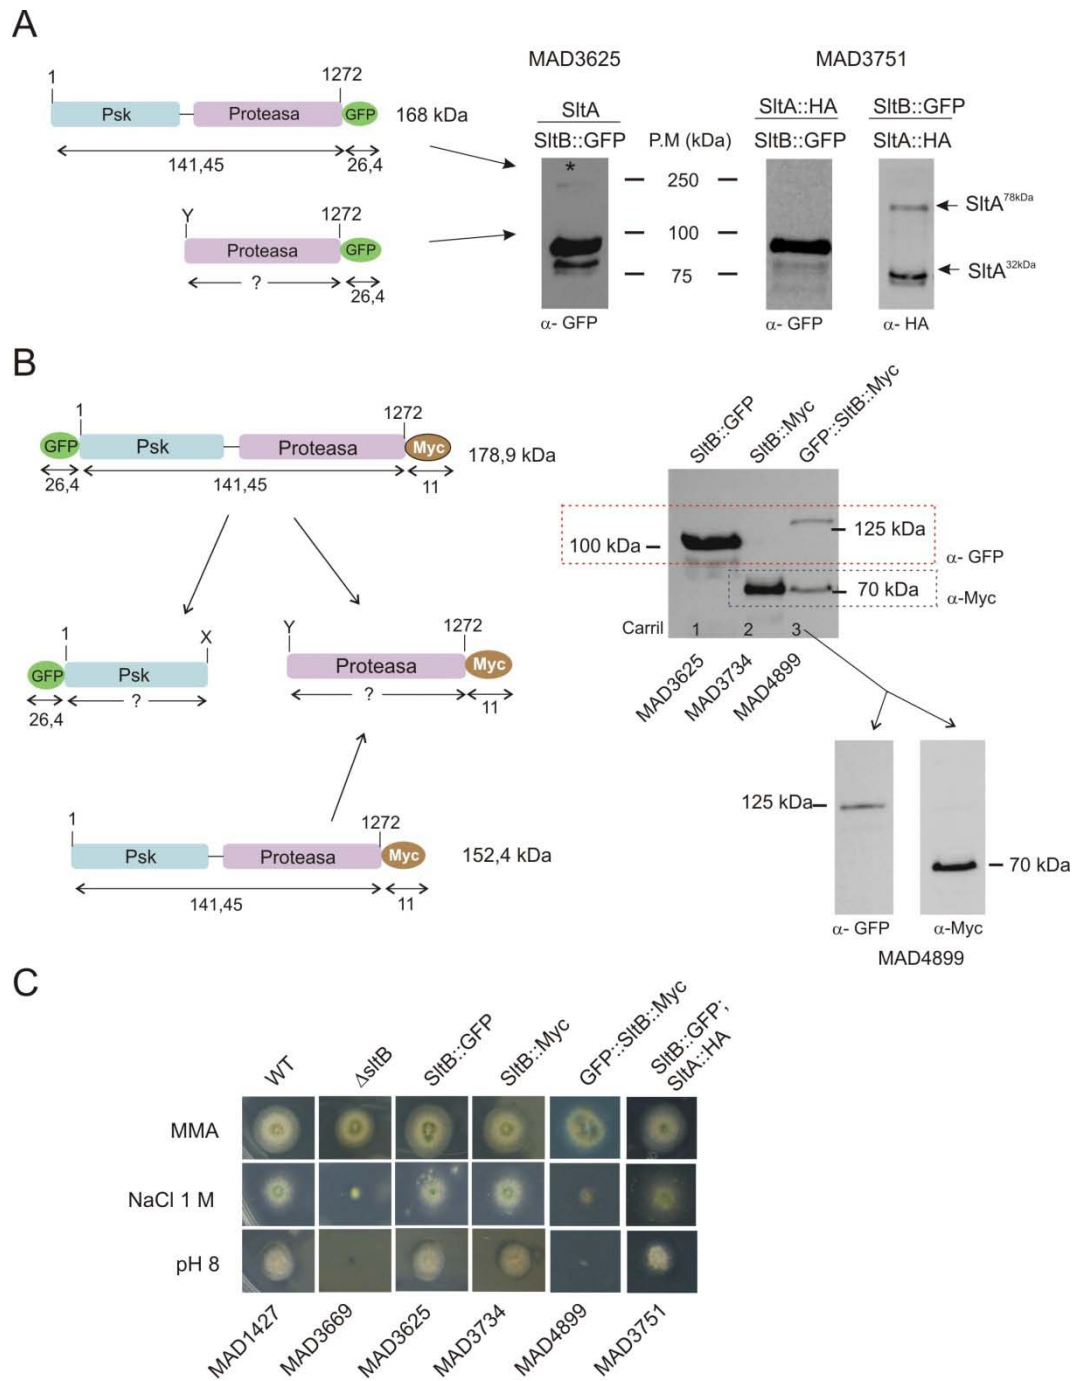 A
1
1272
Psk
Proteasa
GFP
168 kDa
141,45
26,4
Y
1272
Proteasa
GFP
?
26,4
MAD3625
SltA
SltB::GFP
*
α- GFP
P.M (kDa)
250
100
75
MAD3751
SltA::HA
SltB::GFP
α- GFP
SltB::GFP
SltA::HA
SltA78kDa
SltA32kDa
α- HA
B
1
1272
GFP
Psk
Proteasa
Myc
178,9 kDa
26,4
141,45
11
1
X
GFP
Psk
26,4
?
Y
1272
Proteasa
Myc
?
11
1
1272
Psk
Proteasa
Myc
152,4 kDa
141,45
11
SltB::GFP
SltB::Myc
GFP::SltB::Myc
100 kDa
125 kDa
α- GFP
70 kDa
α-Myc
Carril
1
2
3
MAD3625
MAD3734
MAD4899
125 kDa
70 kDa
α- GFP
α-Myc
MAD4899
C
WT
ΔsltB
SltB::GFP
SltB::Myc
GFP::SltB::Myc
SltB::GFP;
SltA::HA
MMA
NaCl 1 M
pH 8
MAD1427
MAD3669
MAD3625
MAD3734
MAD4899
MAD3751